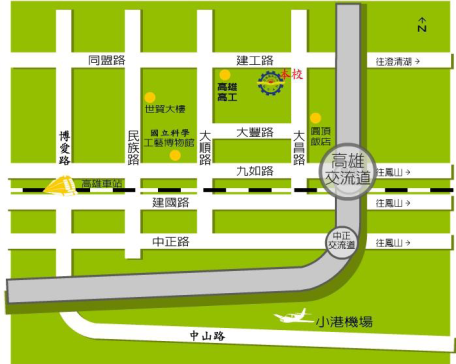 N
同盟路
建工路
往澄清湖→
本校
高雄
高工
世貿大樓
博愛路
民族路
國立科學
工藝博物館
大順路
大豐路
大昌路
圓頂
飯店
高雄
交流道
九如路
往鳳山→
高雄車站
建國路
往鳳山→
中正路
中正
交流道
往鳳山→
小港機場
中山路